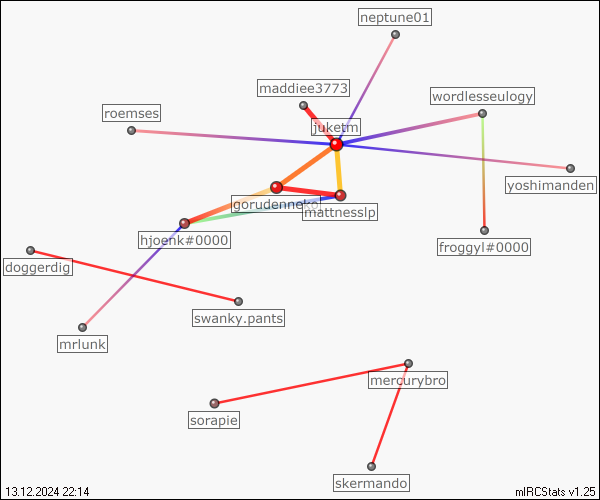 neptune01
maddiee3773
wordlesseulogy
roemses
juketm
yoshimanden
gorudenneko
mattnesslp
hjoenk#0000
froggyl#0000
doggerdig
swanky.pants
mrlunk
mercurybro
sorapie
skermando
13.12.2024 22:14
mIRCStats v1.25